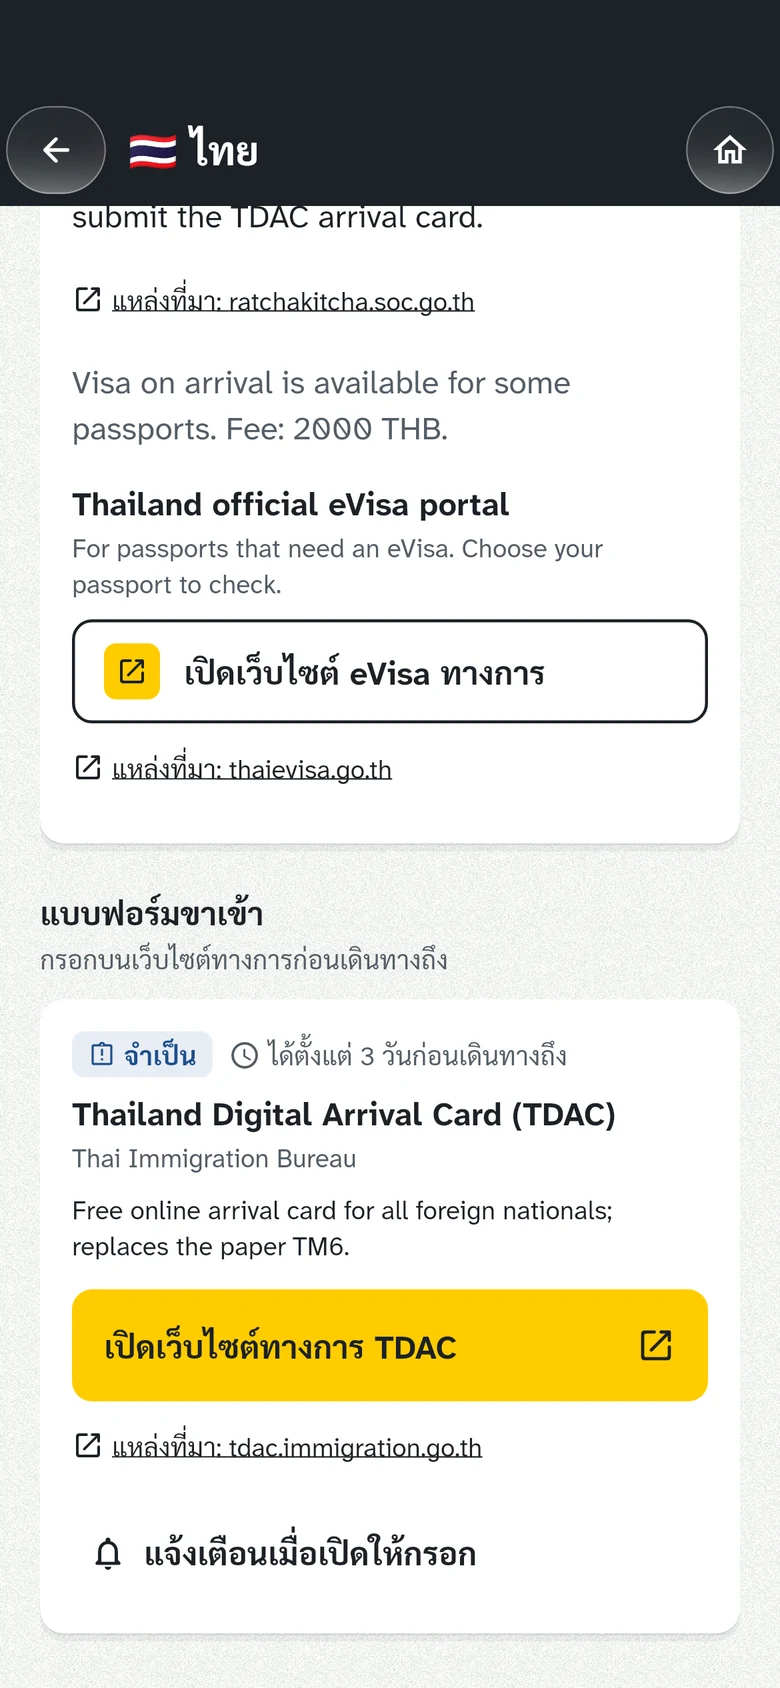 🇹🇭 ไทย
submit the TDAC arrival card.
แหล่งที่มา: ratchakitcha.soc.go.th
Visa on arrival is available for some
passports. Fee: 2000 THB.
Thailand official eVisa portal
For passports that need an eVisa. Choose your
passport to check.
เปิดเว็บไซต์ eVisa ทางการ
แหล่งที่มา: thaievisa.go.th
แบบฟอร์มขาเข้า
กรอกบนเว็บไซต์ทางการก่อนเดินทางถึง
จำเป็น ได้ตั้งแต่ 3 วันก่อนเดินทางถึง
Thailand Digital Arrival Card (TDAC)
Thai Immigration Bureau
Free online arrival card for all foreign nationals;
replaces the paper TM6.
เปิดเว็บไซต์ทางการ TDAC
แหล่งที่มา: tdac.immigration.go.th
แจ้งเตือนเมื่อเปิดให้กรอก